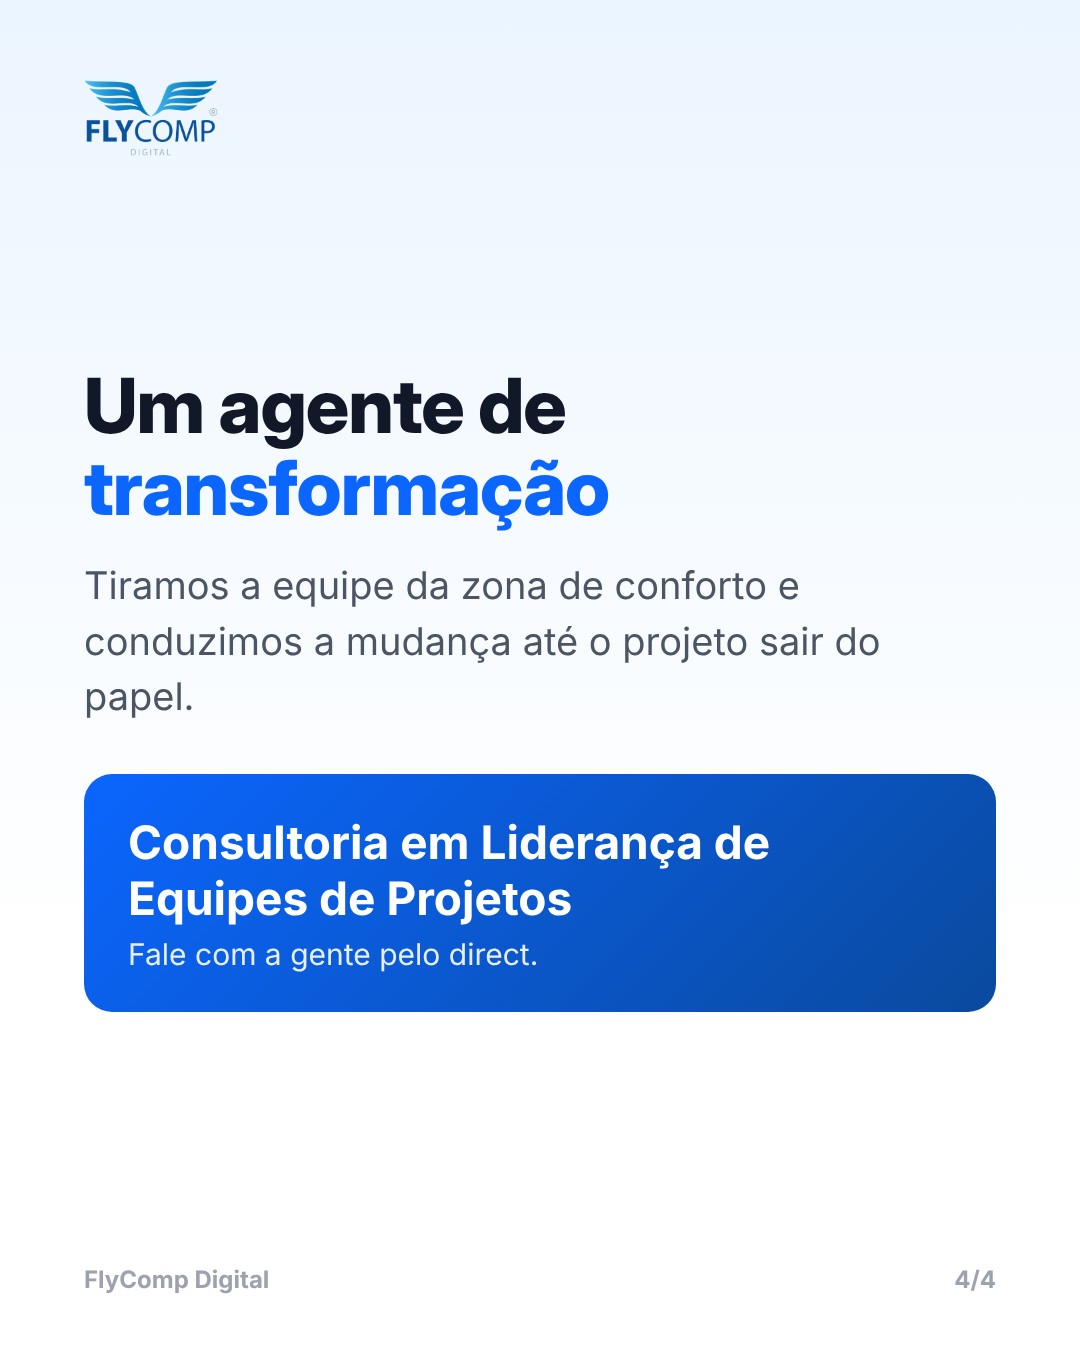 FLYCOMP
DIGITAL
Um agente de
transformação
Tiramos a equipe da zona de conforto e
conduzimos a mudança até o projeto sair do
papel.
Consultoria em Liderança de
Equipes de Projetos
Fale com a gente pelo direct.
FlyComp Digital
4/4